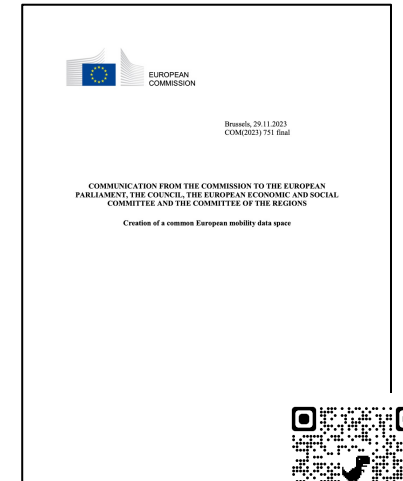 EUROPEAN
COMMISSION
Brussels, 29.11.2023
COM(2023) 751 final
COMMUNICATION FROM THE COMMISSION TO THE EUROPEAN
PARLIAMENT, THE COUNCIL, THE EUROPEAN ECONOMIC AND SOCIAL
COMMITTEE AND THE COMMITTEE OF THE REGIONS
Creation of a common European mobility data space